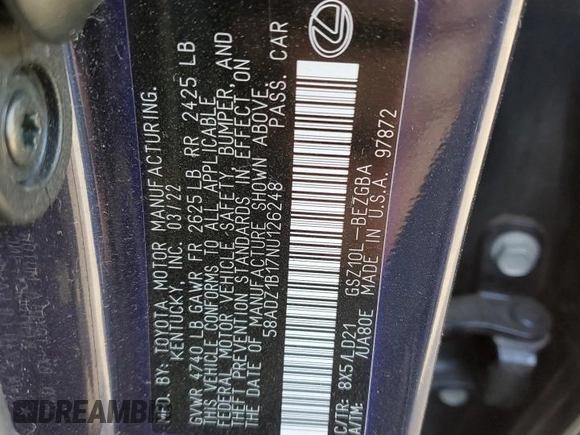 MFD. BY: TOYOTA MOTOR MANUFACTURING.
KENTUCKY, INC. 03/22
GVWR 4740 LB GAWR FR 2625 LB RR 2425 LB
THIS VEHICLE CONFORMS TO ALL APPLICABLE
FEDERAL MOTOR VEHICLE SAFETY, BUMPER, AND
THEFT PREVENTION STANDARDS IN EFFECT ON
THE DATE OF MANUFACTURE SHOWN ABOVE.
58ADZ1B17NU126248 PASS. CAR
C/TR: 8X5/LD21 GSZ10L-BEZGBA
A/TM: /UA80E MADE IN U.S.A. 97872
DREAMBID